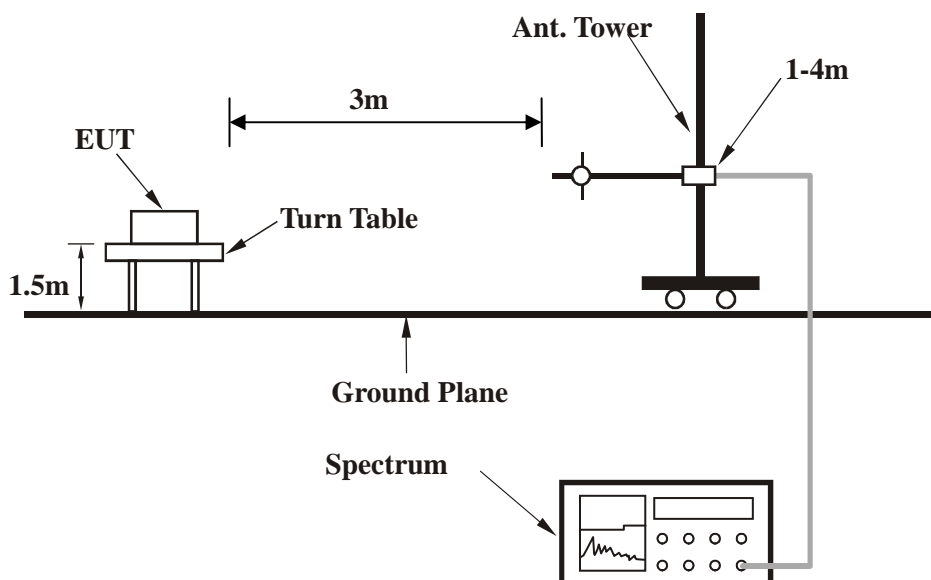 Ant. Tower
1-4m
3m
EUT
Turn Table
1.5m
Ground Plane
Spectrum